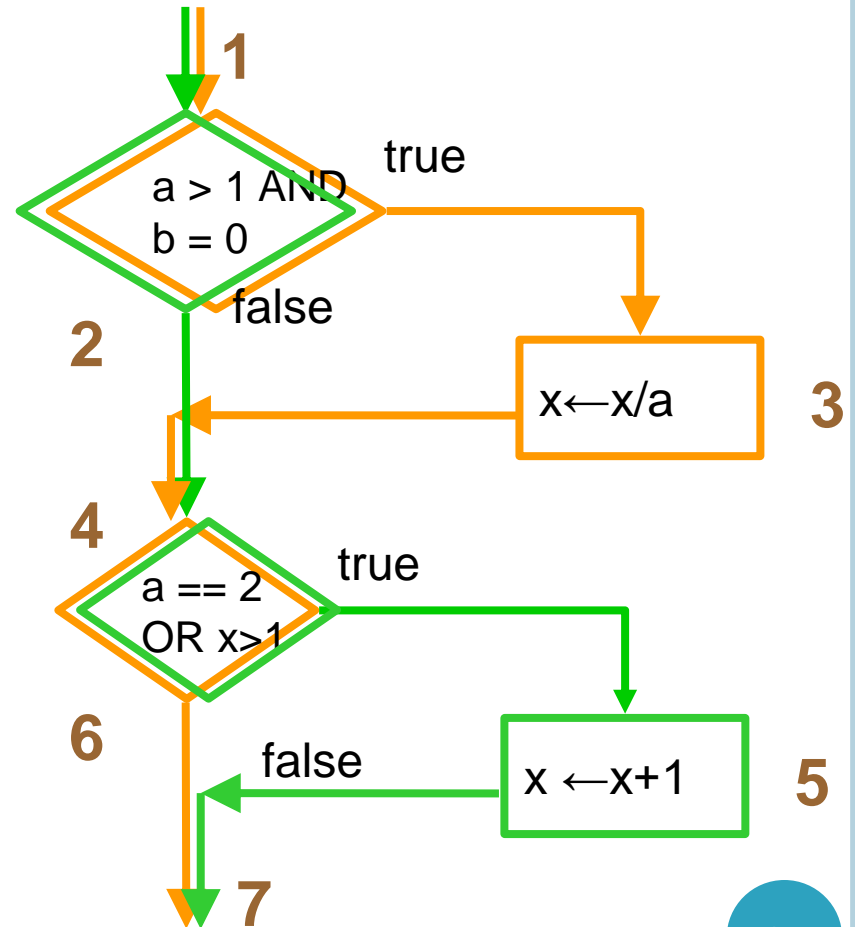 1
true
a > 1 AND
b = 0
false
2
x←x/a
3
4
true
a == 2
OR x>1
6
false
x ←x+1
5
7